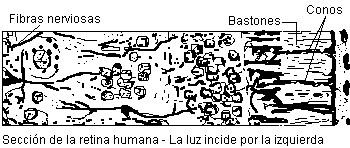 Conos
Bastones
Fibras nerviosas
Sección de la retina humana - La luz incide por la izquierda